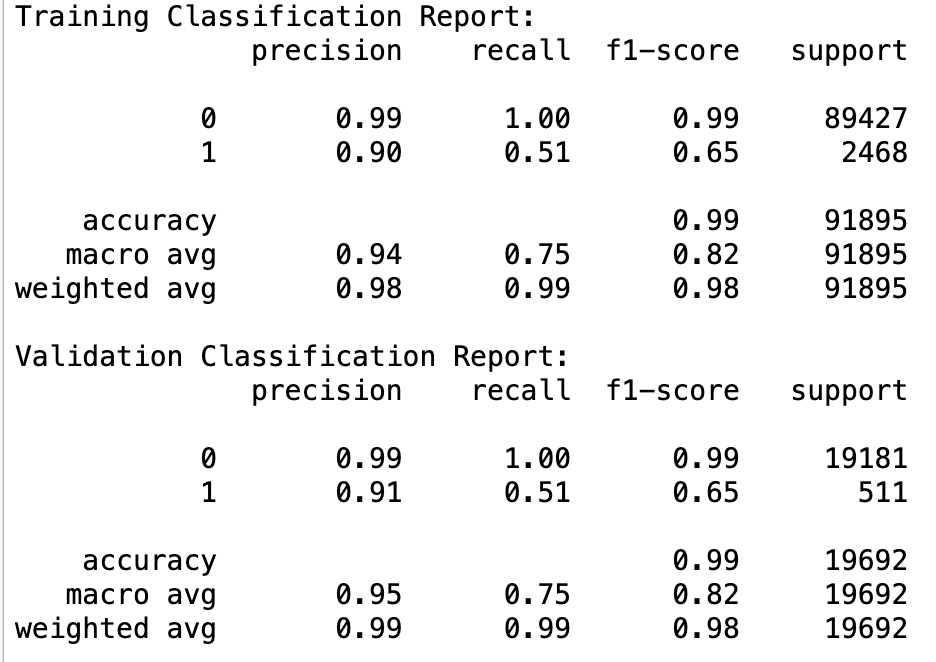 Training Classification Report:
precision recall f1-score support
0 0.99 1.00 0.99 89427
1 0.90 0.51 0.65 2468
accuracy 0.99 91895
macro avg 0.94 0.75 0.82 91895
weighted avg 0.98 0.99 0.98 91895
Validation Classification Report:
precision recall f1-score support
0 0.99 1.00 0.99 19181
1 0.91 0.51 0.65 511
accuracy 0.99 19692
macro avg 0.95 0.75 0.82 19692
weighted avg 0.99 0.99 0.98 19692